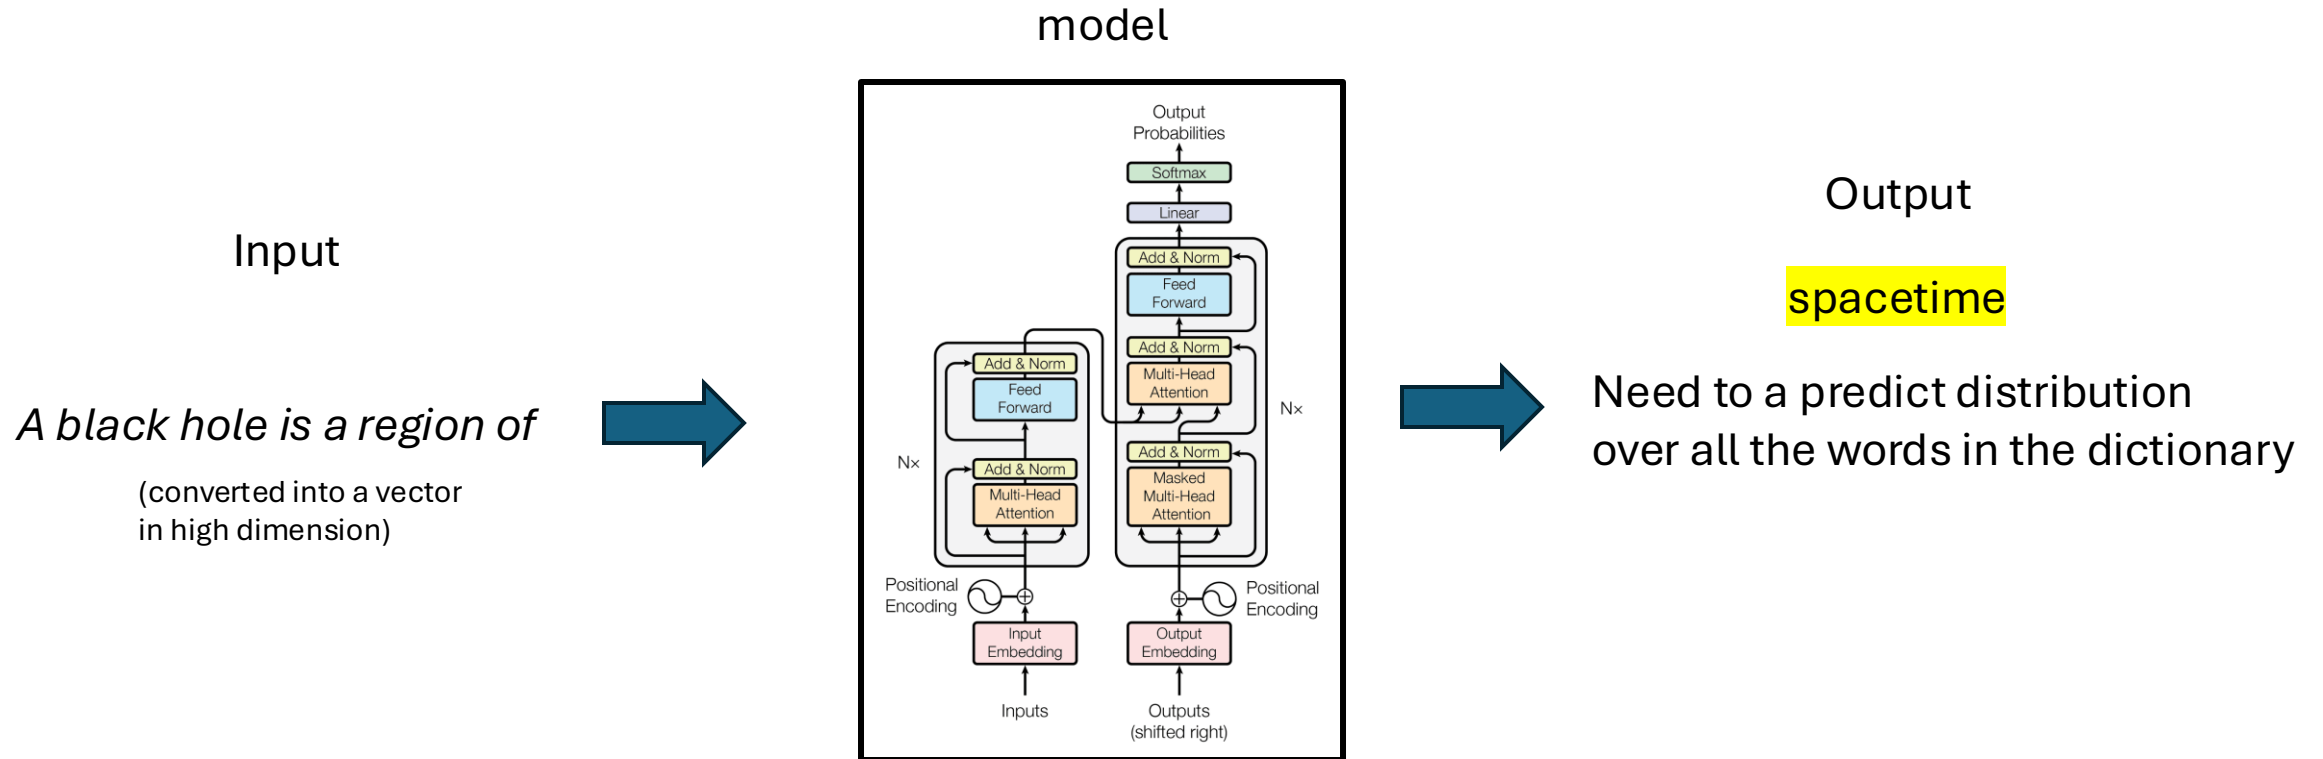 model
Input
A black hole is a region of
(converted into a vector
in high dimension)
Output
Probabilities
Softmax
Linear
Add & Norm
Feed
Forward
Add & Norm
Multi-Head
Attention
Add & Norm
Masked
Multi-Head
Attention
N×
Add & Norm
Feed
Forward
Add & Norm
Multi-Head
Attention
N×
Positional
Encoding
Positional
Encoding
Input
Embedding
Output
Embedding
Inputs
Outputs
(shifted right)
Output
spacetime
Need to a predict distribution
over all the words in the dictionary